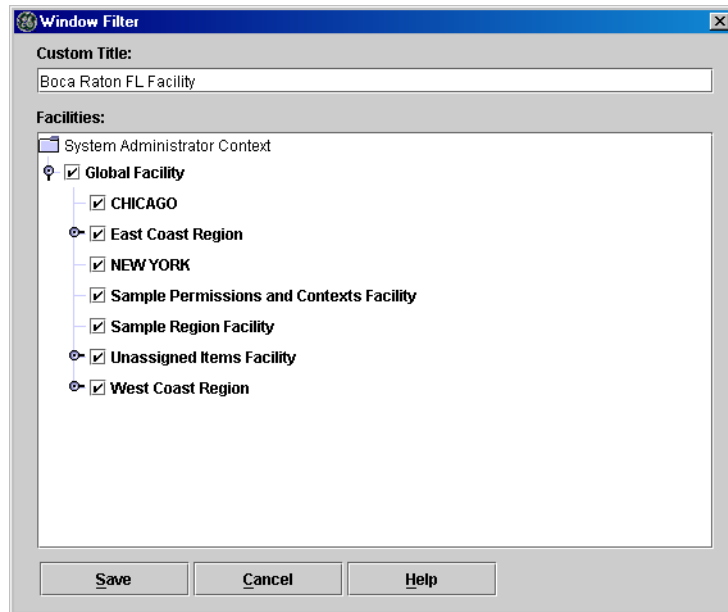 Window Filter
Custom Title:
Boca Raton FL Facility
Facilities:
System Administrator Context
Global Facility
CHICAGO
East Coast Region
NEW YORK
Sample Permissions and Contexts Facility
Sample Region Facility
Unassigned Items Facility
West Coast Region
Save Cancel Help